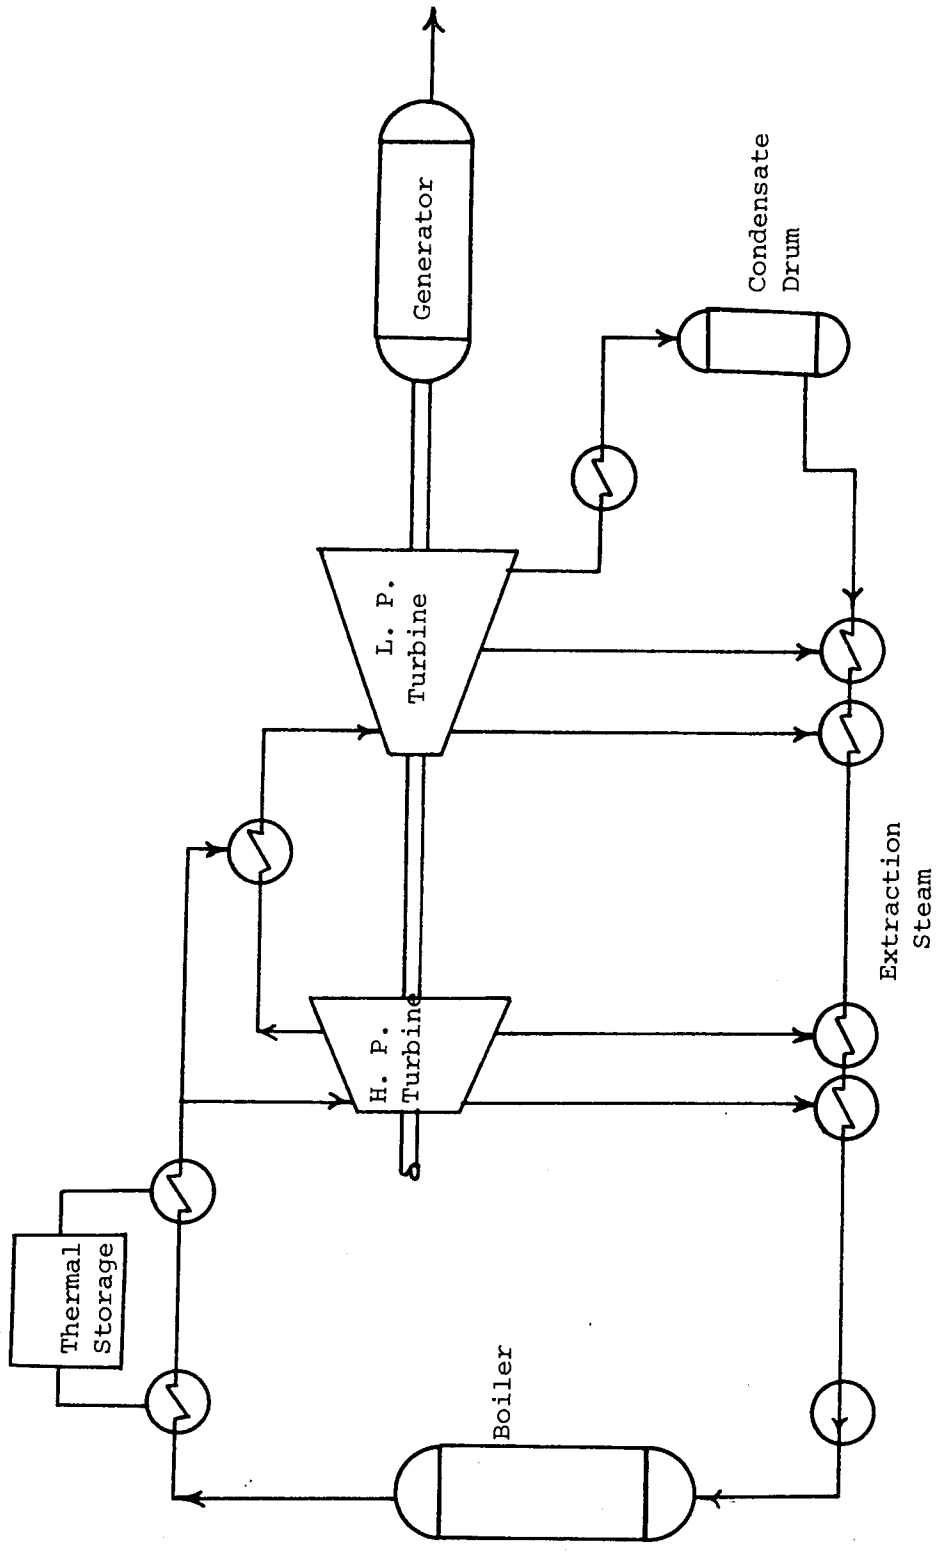 Thermal
Storage
Boiler
H. P.
Turbine
L. P.
Turbine
Generator
Condensate
Drum
Extraction
Steam